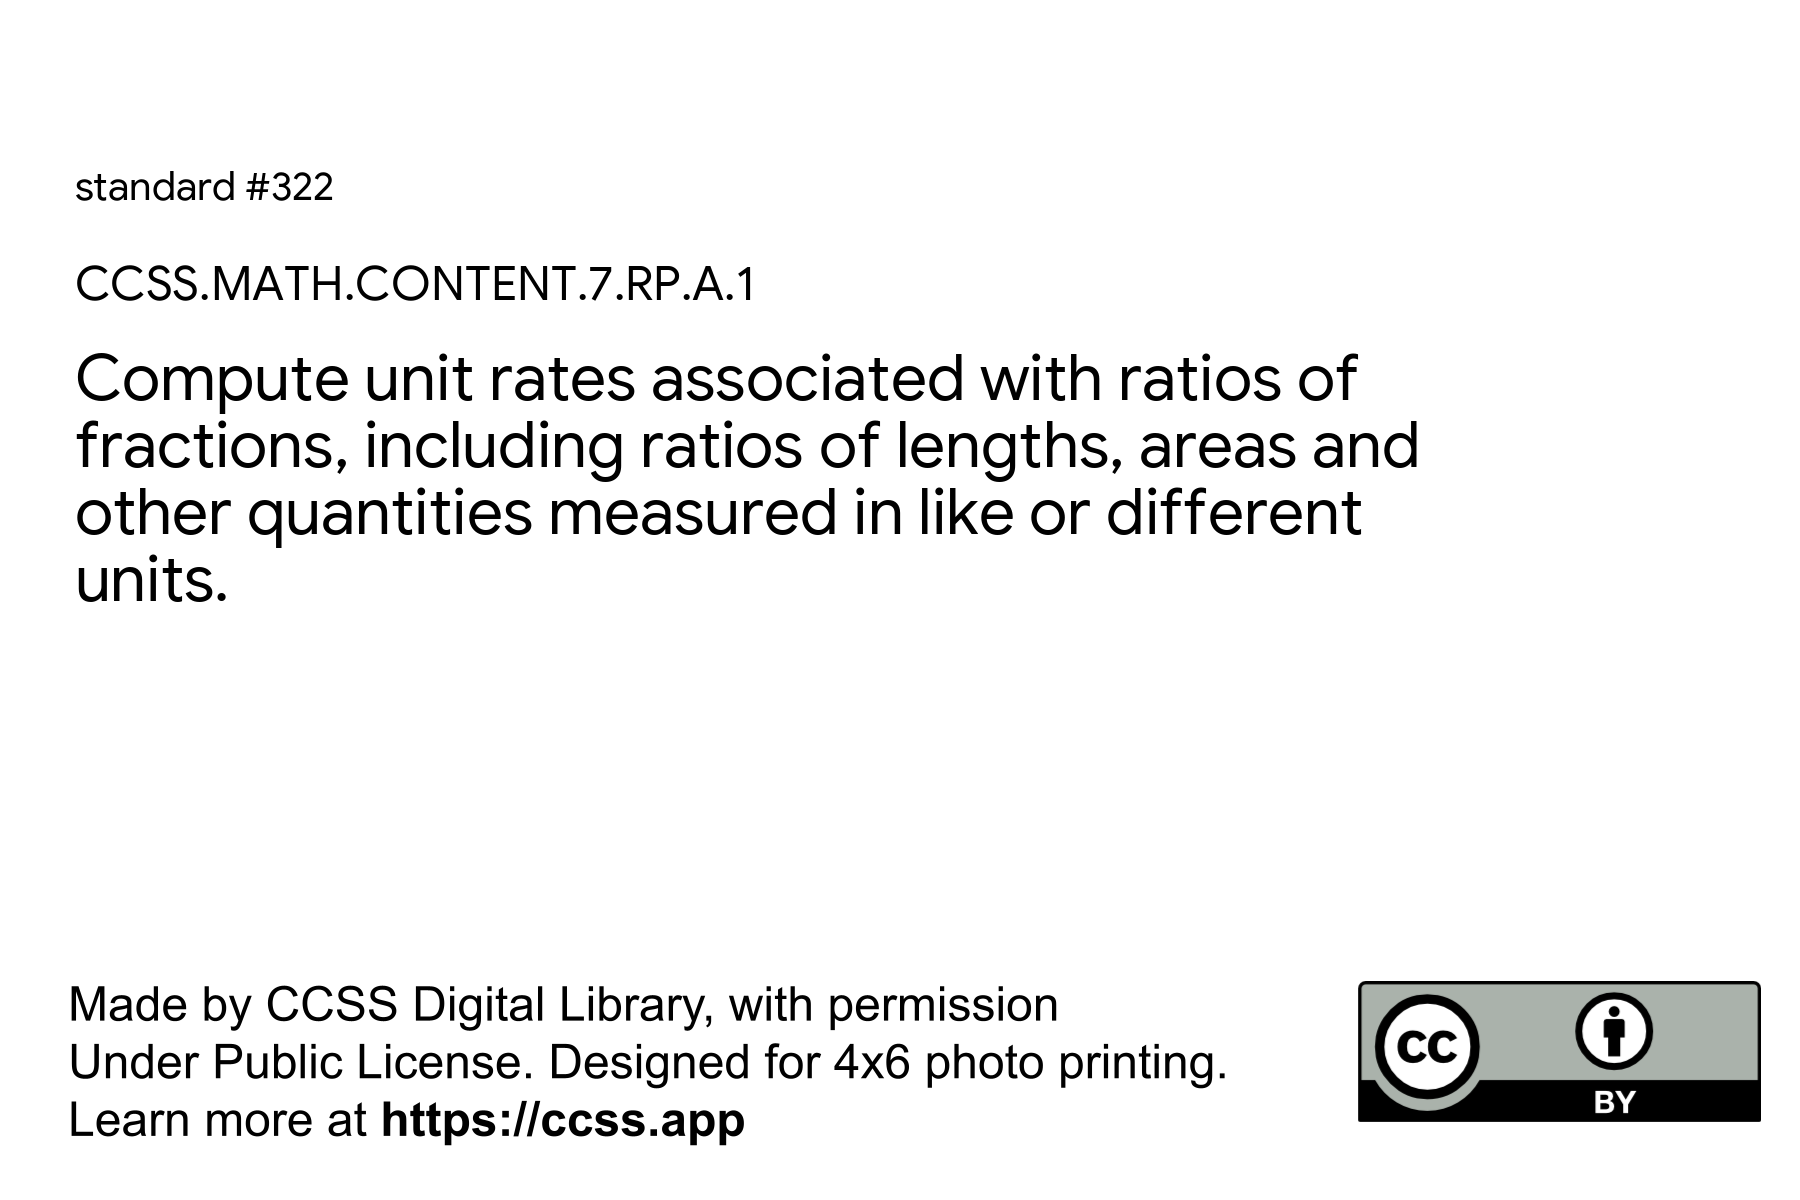 standard #322
CCSS.MATH.CONTENT.7.RP.A.1
Compute unit rates associated with ratios of
fractions, including ratios of lengths, areas and
other quantities measured in like or different
units.
Made by CCSS Digital Library, with permission
Under Public License. Designed for 4x6 photo printing.
Learn more at https://ccss.app
CC
BY